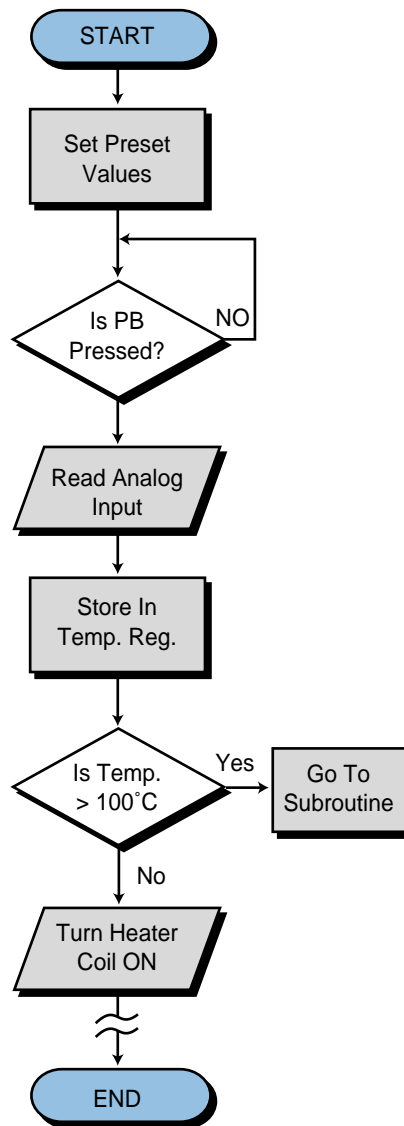 START
Set Preset
Values
NO
Is PB
Pressed?
Read Analog
Input
Store In
Temp. Reg.
Is Temp.
> 100˚C
Yes
Go To
Subroutine
No
Turn Heater
Coil ON
END